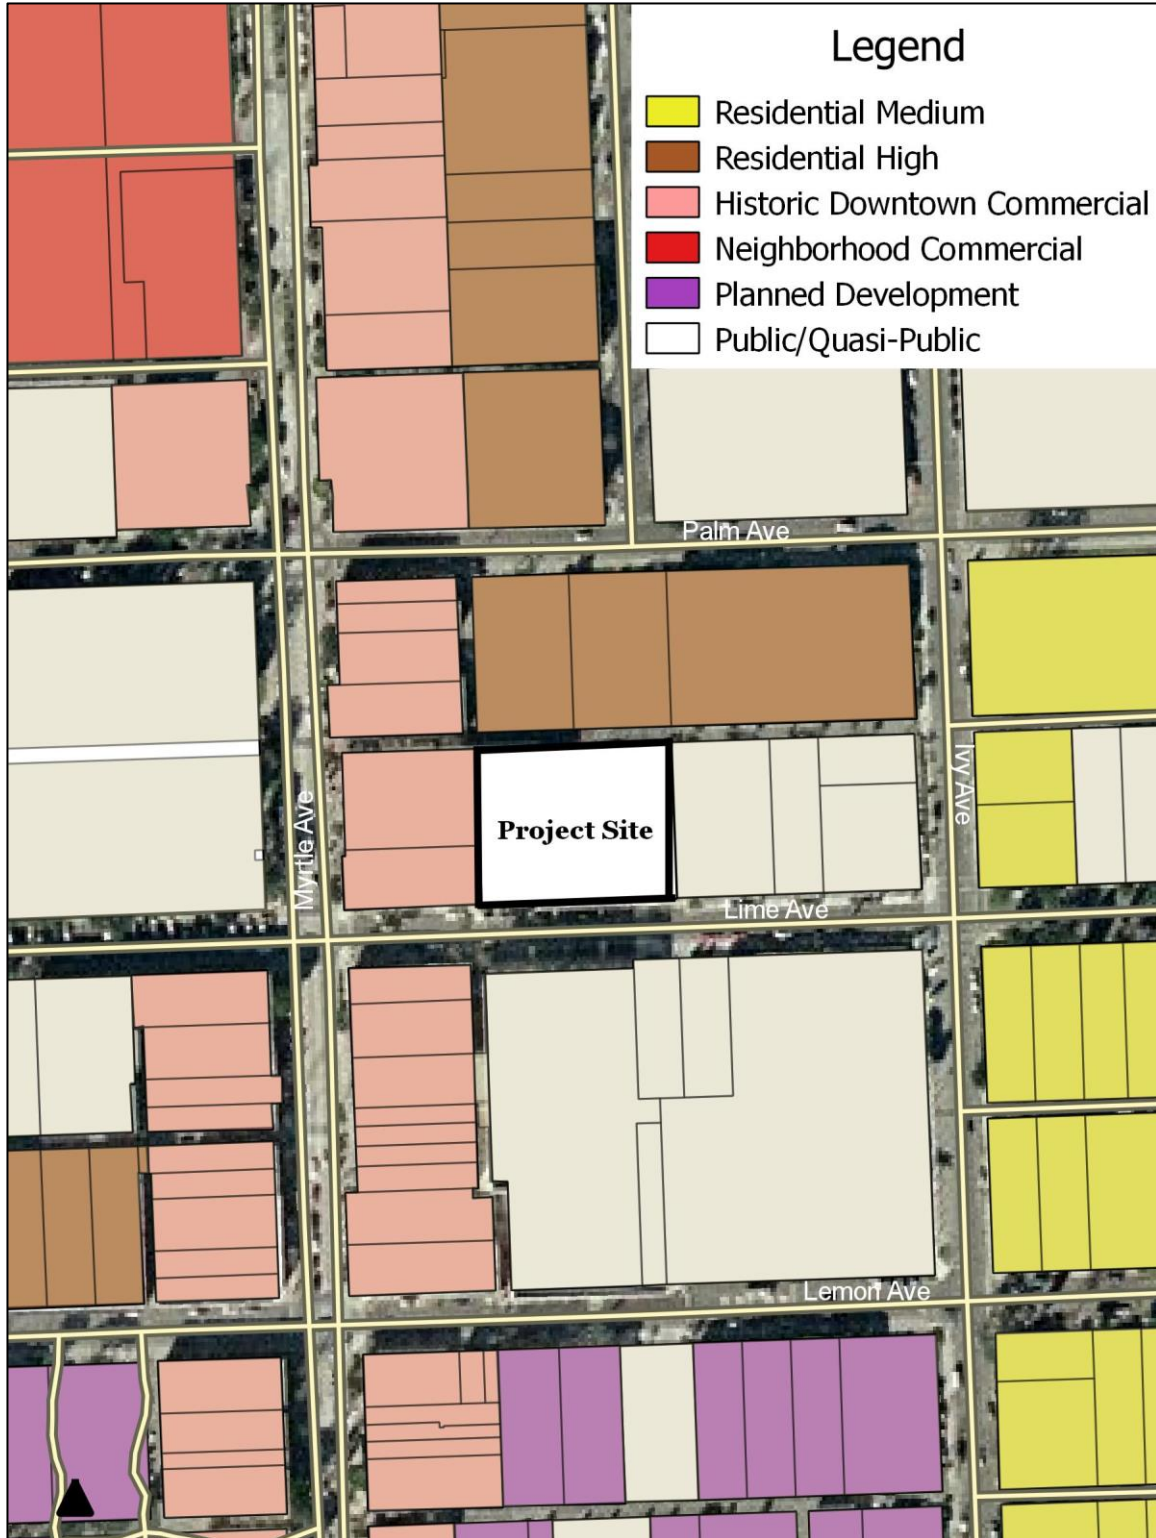 Legend
Residential Medium
Residential High
Historic Downtown Commercial
Neighborhood Commercial
Planned Development
Public/Quasi-Public
Palm Ave
Ivy Ave
Myrtle Ave
Project Site
Lime Ave
Lemon Ave